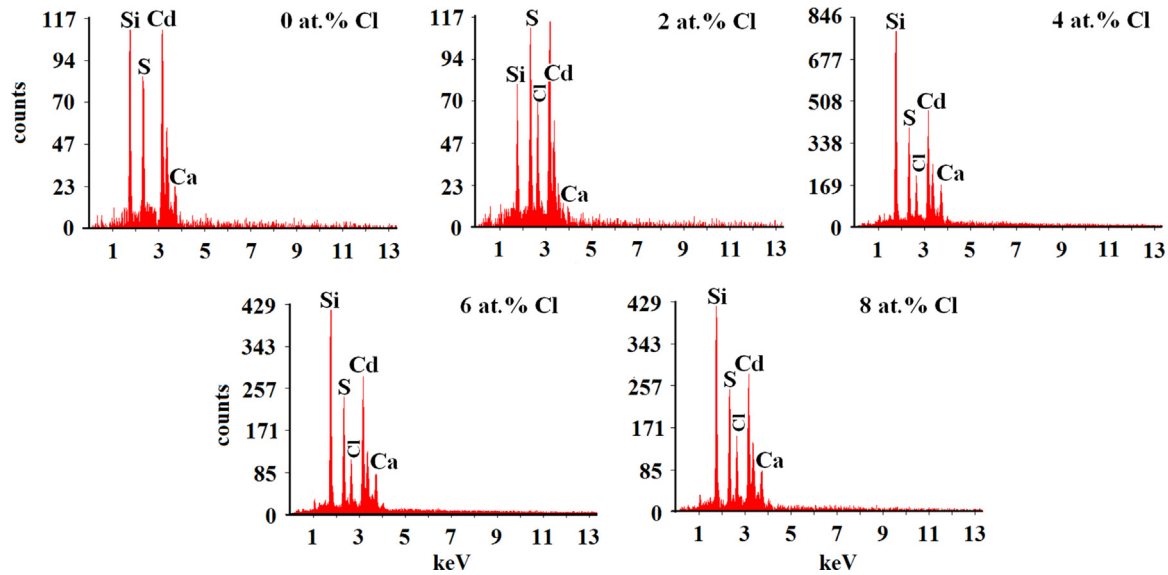 0 at.% Cl
117
94
70
47
23
0
counts
Si
S
Cd
Ca
1 3 5 7 9 11 13
2 at.% Cl
117
94
70
47
23
0
Si
S
Cl
Cd
Ca
1 3 5 7 9 11 13
4 at.% Cl
846
677
508
338
169
0
Si
S
Cl
Cd
Ca
1 3 5 7 9 11 13
6 at.% Cl
429
343
257
171
85
0
counts
Si
S
Cl
Cd
Ca
1 3 5 7 9 11 13
keV
8 at.% Cl
429
343
257
171
85
0
Si
S
Cl
Cd
Ca
1 3 5 7 9 11 13
keV